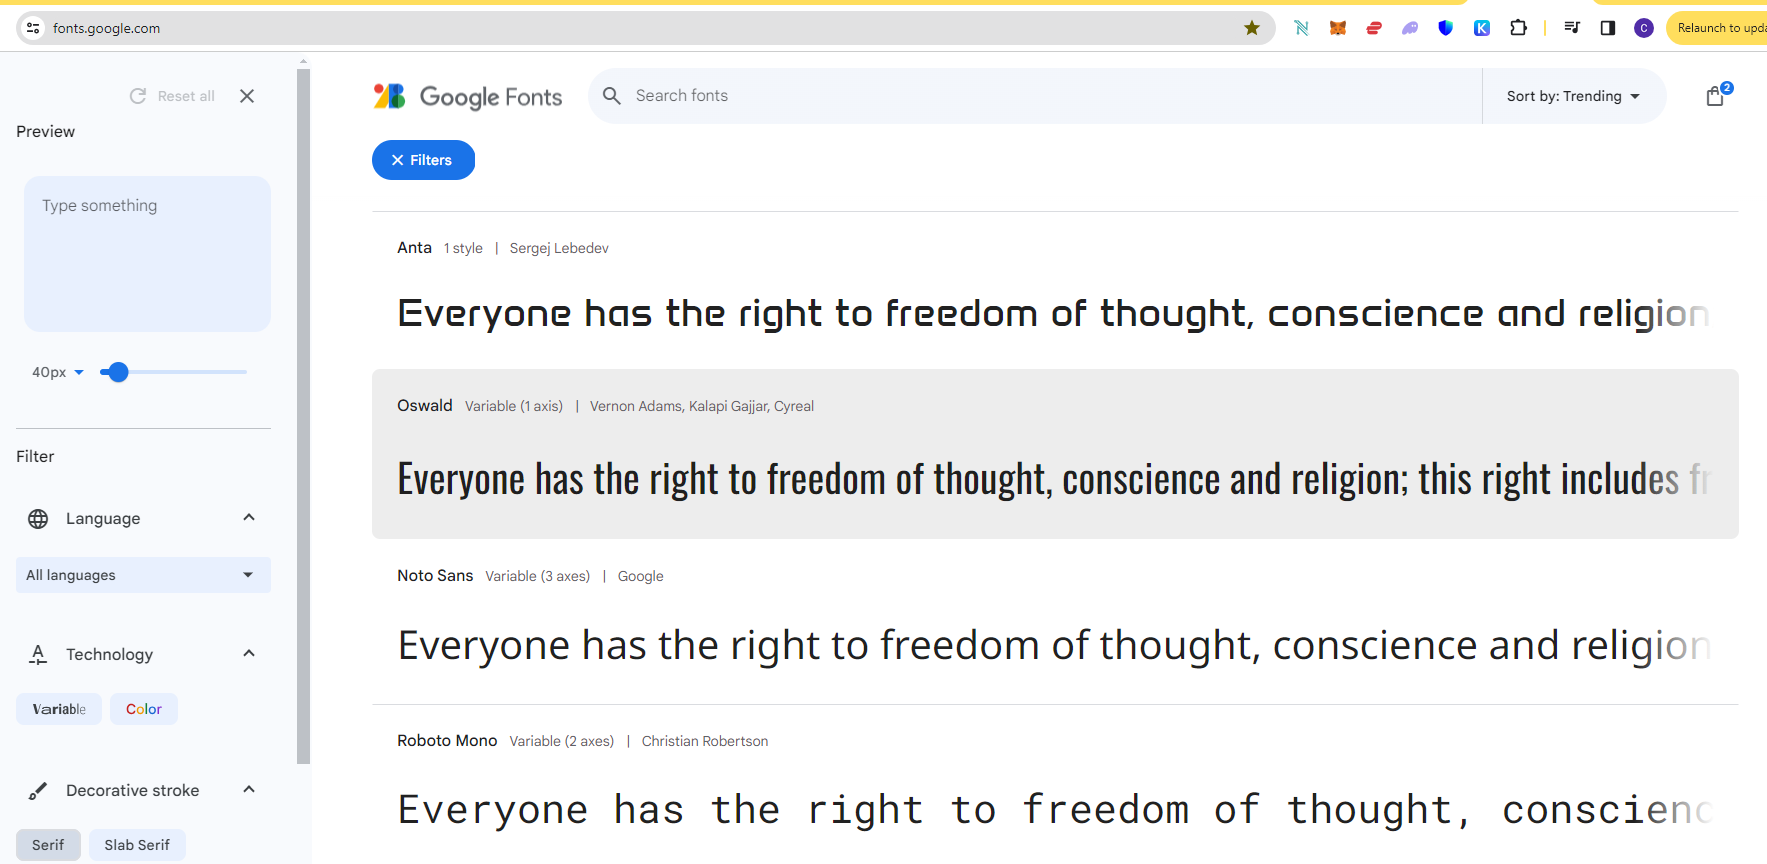 fonts.google.com
Relaunch to upda
Reset all
Preview
Type something
40px
Filter
Language
All languages
Technology
Variable
Color
Decorative stroke
Serif
Slab Serif
Google Fonts
Search fonts
Sort by: Trending
2
Filters
Anta 1 style | Sergej Lebedev
Everyone has the right to freedom of thought, conscience and religion
Oswald Variable (1 axis) | Vernon Adams, Kalapi Gajjar, Cyreal
Everyone has the right to freedom of thought, conscience and religion; this right includes fr
Noto Sans Variable (3 axes) | Google
Everyone has the right to freedom of thought, conscience and religion
Roboto Mono Variable (2 axes) | Christian Robertson
Everyone has the right to freedom of thought, conscienc